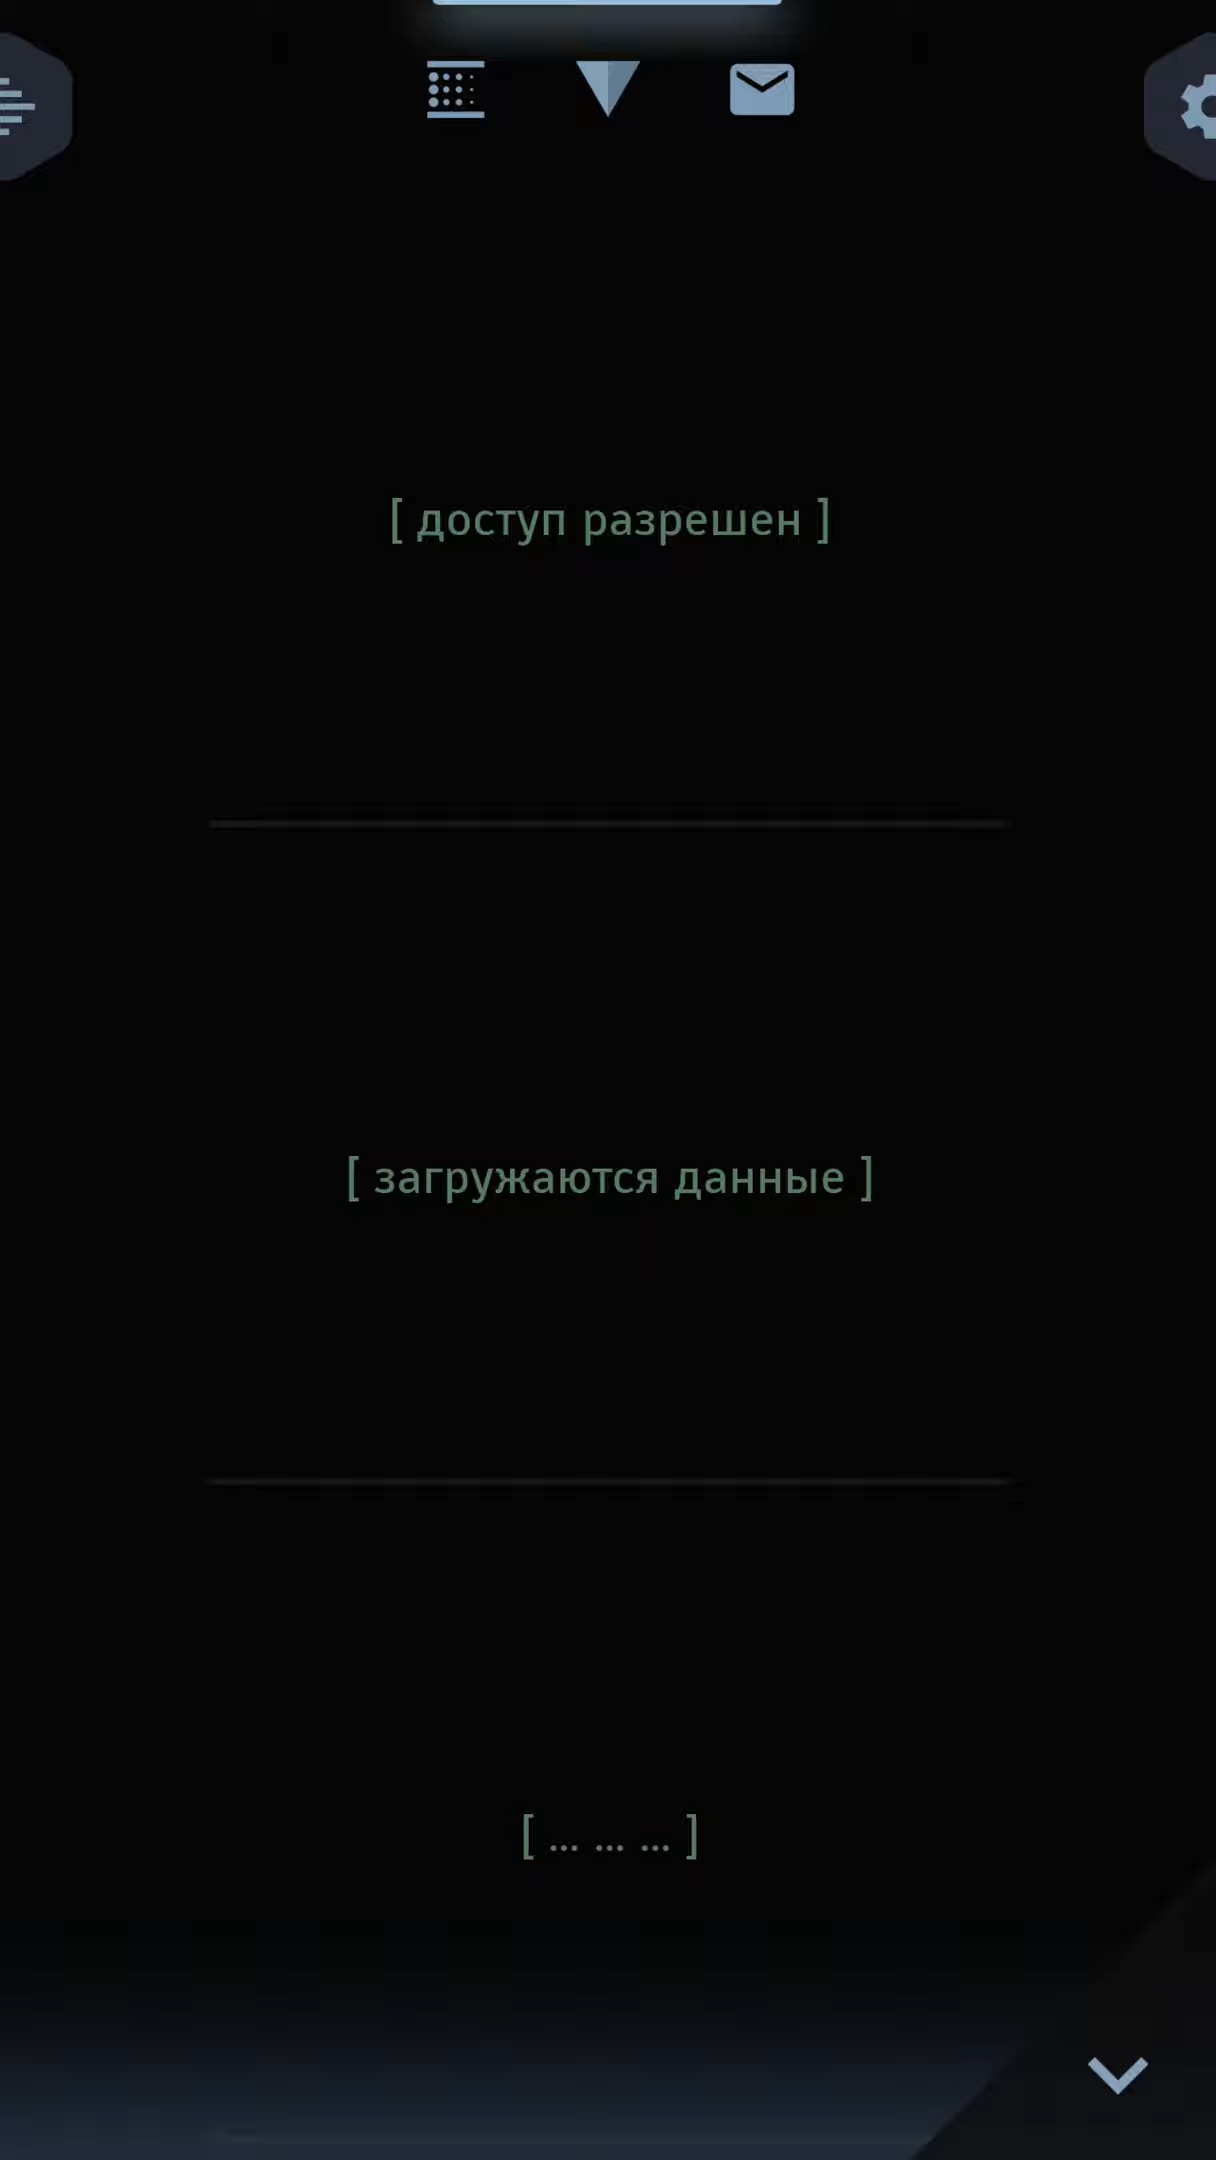 [ доступ разрешен ]
[ загружаются данные ]
[ ... ... ... ]